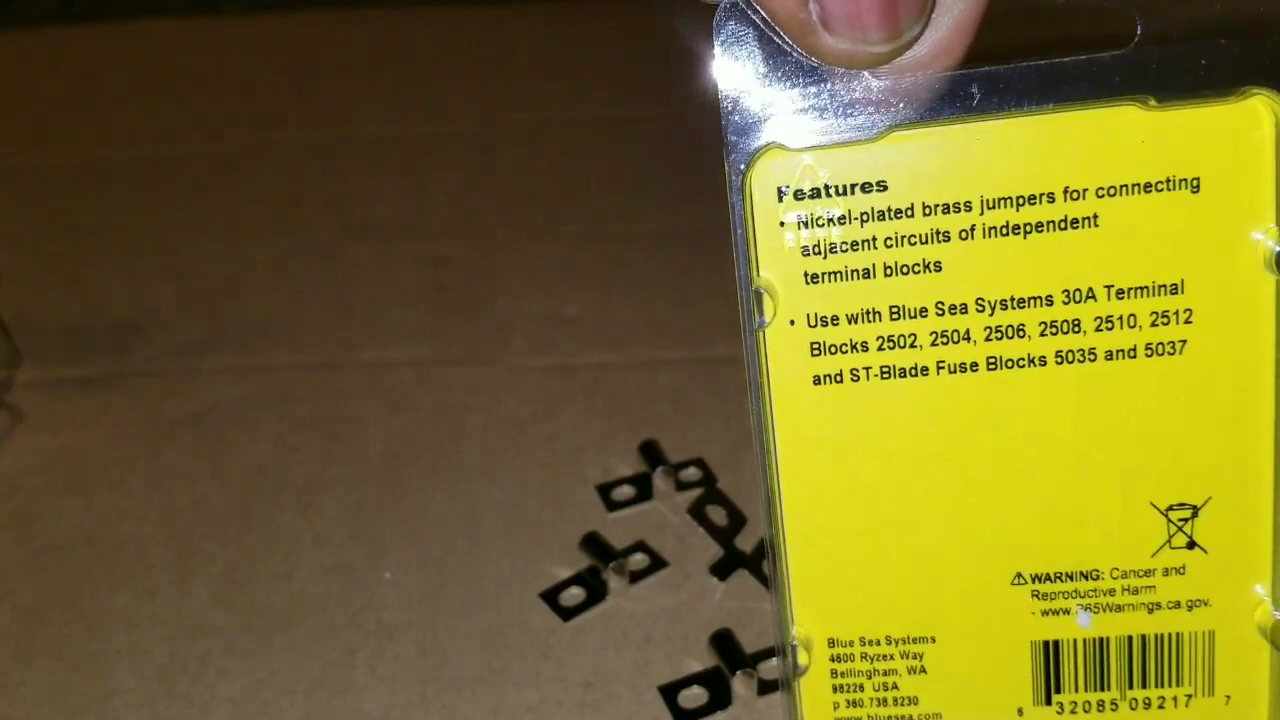 Features
• Nickel-plated brass jumpers for connecting
adjacent circuits of independent
terminal blocks
• Use with Blue Sea Systems 30A Terminal
Blocks 2502, 2504, 2506, 2508, 2510, 2512
and ST-Blade Fuse Blocks 5035 and 5037
⚠WARNING: Cancer and
Reproductive Harm
- www.P65Warnings.ca.gov.
Blue Sea Systems
4600 Ryzex Way
Bellingham, WA
98226 USA
p 360.738.8230
www.bluesea.com
6 32085 09217 7